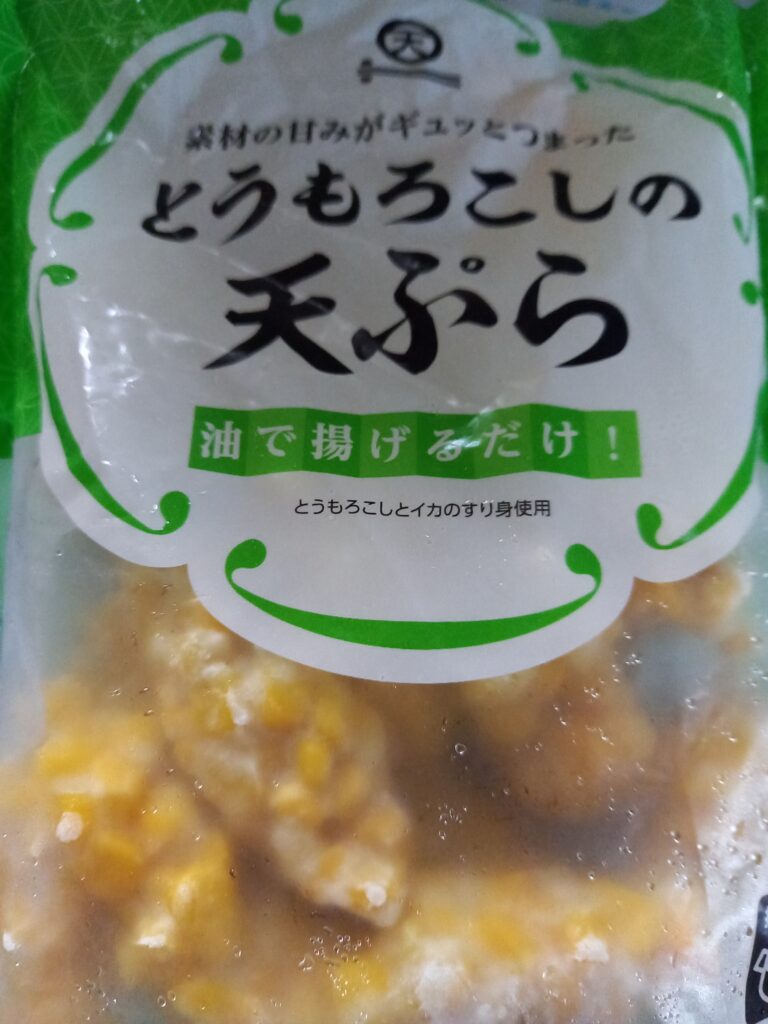 天
素材の甘みがギュッとつまった
とうもろこしの
天ぷら
油で揚げるだけ！
とうもろこしとイカのすり身使用